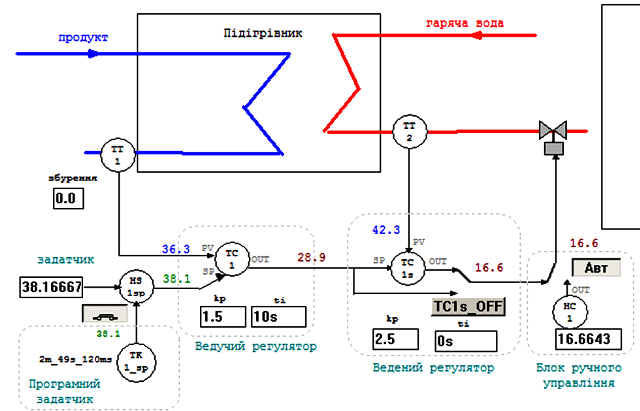 продукт
Підігрівник
гаряча вода
TT
1
TT
2
збурення
0.0
задатчик
38.16667
HS
1sp
36.3
PV
SP
38.1
TC
1
OUT
28.9
kp
1.5
ti
10s
Ведучий регулятор
38.1
2m_49s_120ms
TK
1_sp
Програмний
задатчик
42.3
PV
SP
TC
1s
OUT
16.6
TC1s_OFF
kp
2.5
ti
0s
Ведений регулятор
16.6
Авт
OUT
HC
1
16.6643
Блок ручного
управління